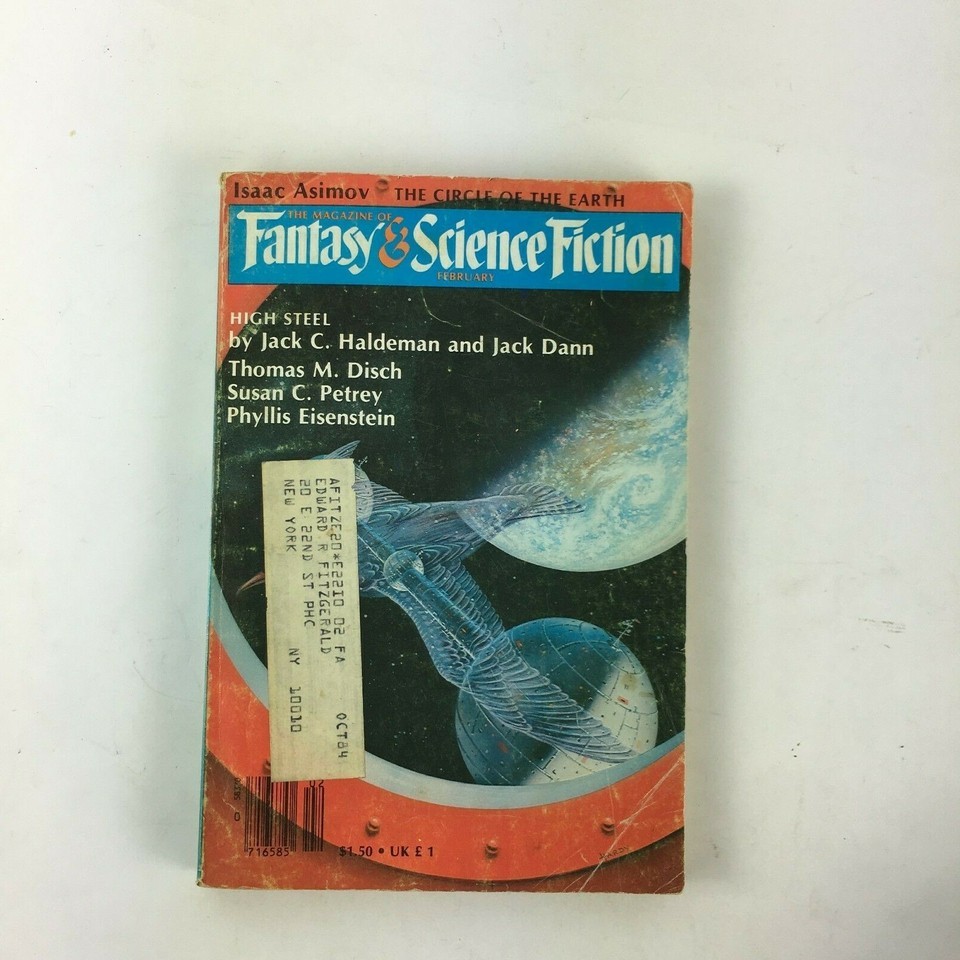 Isaac Asimov THE CIRCLE OF THE EARTH
THE MAGAZINE OF
Fantasy & Science Fiction
FEBRUARY
HIGH STEEL
by Jack C. Haldeman and Jack Dann
Thomas M. Disch
Susan C. Petrey
Phyllis Eisenstein
AFITZE20*E2210 02 FA OCT84
EDWARD R FITZGERALD
20 E 22ND ST PHC
NEW YORK NY 10010
02
0
716585
$1.50 • UK £ 1